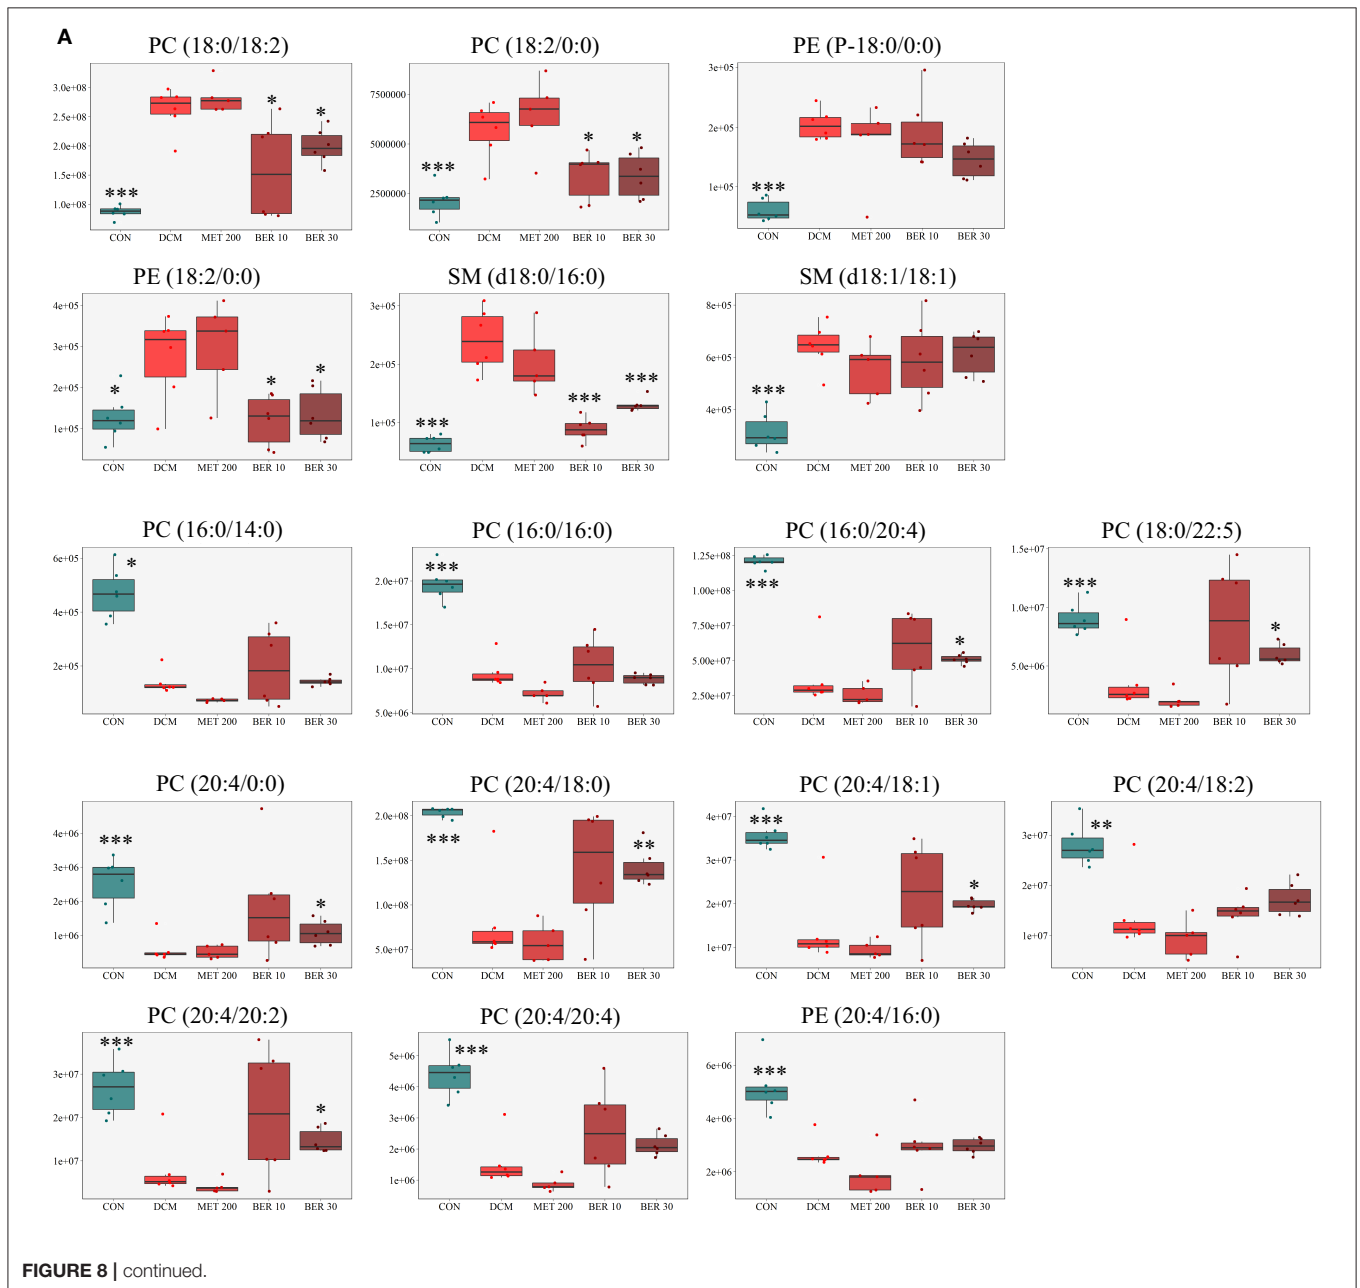 A
PC (18:0/18:2) PC (18:2/0:0) PE (P-18:0/0:0)
3.0e+08
2.5e+08
2.0e+08
1.5e+08
1.0e+08
*** * *
CON DCM MET 200 BER 10 BER 30
7500000
5000000
2500000
*** * *
CON DCM MET 200 BER 10 BER 30
3e+05
2e+05
1e+05
***
CON DCM MET 200 BER 10 BER 30
PE (18:2/0:0) SM (d18:0/16:0) SM (d18:1/18:1)
4e+05
3e+05
2e+05
1e+05
* * *
CON DCM MET 200 BER 10 BER 30
3e+05
2e+05
1e+05
*** *** ***
CON DCM MET 200 BER 10 BER 30
8e+05
6e+05
4e+05
***
CON DCM MET 200 BER 10 BER 30
PC (16:0/14:0) PC (16:0/16:0) PC (16:0/20:4) PC (18:0/22:5)
6e+05
4e+05
2e+05
*
CON DCM MET 200 BER 10 BER 30
2.0e+07
1.5e+07
1.0e+07
5.0e+06
***
CON DCM MET 200 BER 10 BER 30
1.25e+08
1.00e+08
7.50e+07
5.00e+07
2.50e+07
*** *
CON DCM MET 200 BER 10 BER 30
1.5e+07
1.0e+07
5.0e+06
*** *
CON DCM MET 200 BER 10 BER 30
PC (20:4/0:0) PC (20:4/18:0) PC (20:4/18:1) PC (20:4/18:2)
4e+06
3e+06
2e+06
1e+06
*** *
CON DCM MET 200 BER 10 BER 30
2.0e+08
1.5e+08
1.0e+08
5.0e+07
*** **
CON DCM MET 200 BER 10 BER 30
4e+07
3e+07
2e+07
1e+07
*** *
CON DCM MET 200 BER 10 BER 30
3e+07
2e+07
1e+07
**
CON DCM MET 200 BER 10 BER 30
PC (20:4/20:2) PC (20:4/20:4) PE (20:4/16:0)
3e+07
2e+07
1e+07
*** *
CON DCM MET 200 BER 10 BER 30
5e+06
4e+06
3e+06
2e+06
1e+06
***
CON DCM MET 200 BER 10 BER 30
6e+06
4e+06
2e+06
***
CON DCM MET 200 BER 10 BER 30
FIGURE 8 | continued.